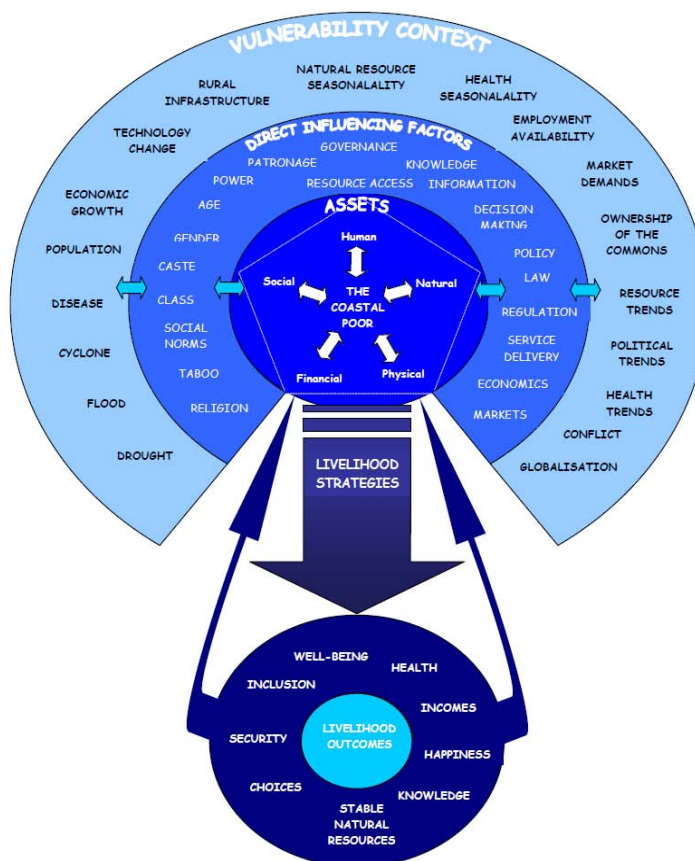 VULNERABILITY CONTEXT
NATURAL RESOURCE
SEASONALALITY
RURAL
INFRASTRUCTURE
HEALTH
SEASONALALITY
TECHNOLOGY
CHANGE
EMPLOYMENT
AVAILABILITY
ECONOMIC
GROWTH
MARKET
DEMANDS
POPULATION
OWNERSHIP
OF THE
COMMONS
DISEASE
RESOURCE
TRENDS
CYCLONE
POLITICAL
TRENDS
FLOOD
HEALTH
TRENDS
DROUGHT
CONFLICT
GLOBALISATION
DIRECT INFLUENCING FACTORS
GOVERNANCE
PATRONAGE
KNOWLEDGE
POWER
RESOURCE ACCESS
INFORMATION
AGE
DECISION
MAKING
GENDER
POLICY
CASTE
LAW
CLASS
REGULATION
SOCIAL
NORMS
SERVICE
DELIVERY
TABOO
ECONOMICS
RELIGION
MARKETS
ASSETS
Human
Social
Natural
THE
COASTAL
POOR
Financial
Physical
LIVELIHOOD
STRATEGIES
WELL-BEING
HEALTH
INCLUSION
INCOMES
SECURITY
LIVELIHOOD
OUTCOMES
HAPPINESS
CHOICES
KNOWLEDGE
STABLE
NATURAL
RESOURCES